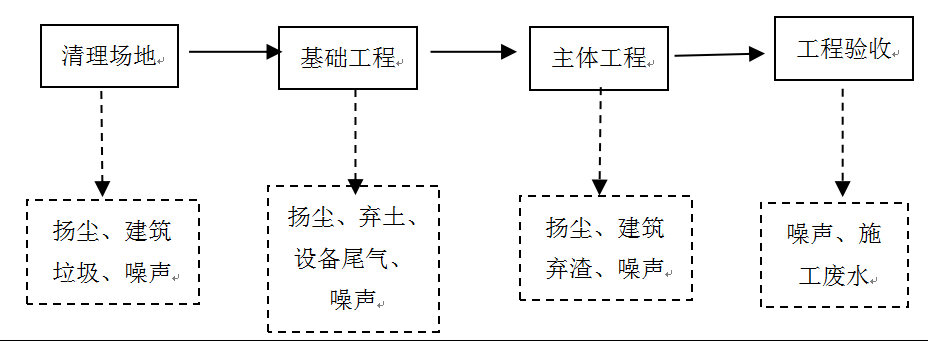 清理场地
基础工程
主体工程
工程验收
扬尘、建筑
垃圾、噪声
扬尘、弃土、
设备尾气、
噪声
扬尘、建筑
弃渣、噪声
噪声、施
工废水